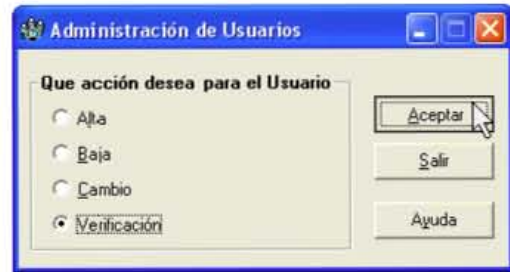 Administración de Usuarios
Que acción desea para el Usuario
Alta
Baja
Cambio
Verificación
Aceptar
Salir
Ayuda